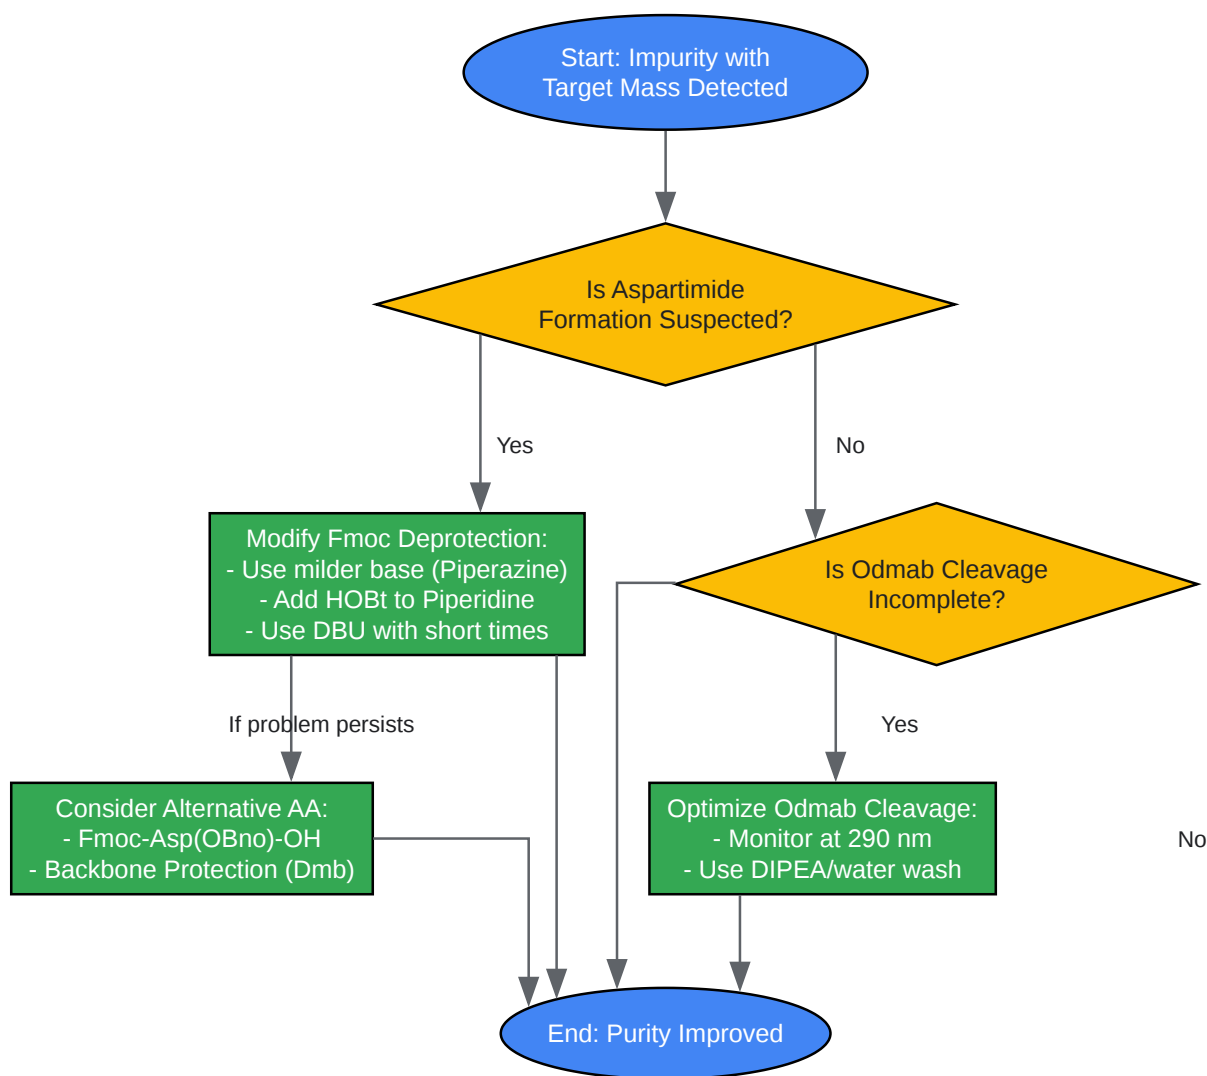 Start: Impurity with
Target Mass Detected
Is Aspartimide
Formation Suspected?
Yes
No
Modify Fmoc Deprotection:
- Use milder base (Piperazine)
- Add HOBt to Piperidine
- Use DBU with short times
Is Odmab Cleavage
Incomplete?
If problem persists
Yes
Consider Alternative AA:
- Fmoc-Asp(OBno)-OH
- Backbone Protection (Dmb)
Optimize Odmab Cleavage:
- Monitor at 290 nm
- Use DIPEA/water wash
No
End: Purity Improved